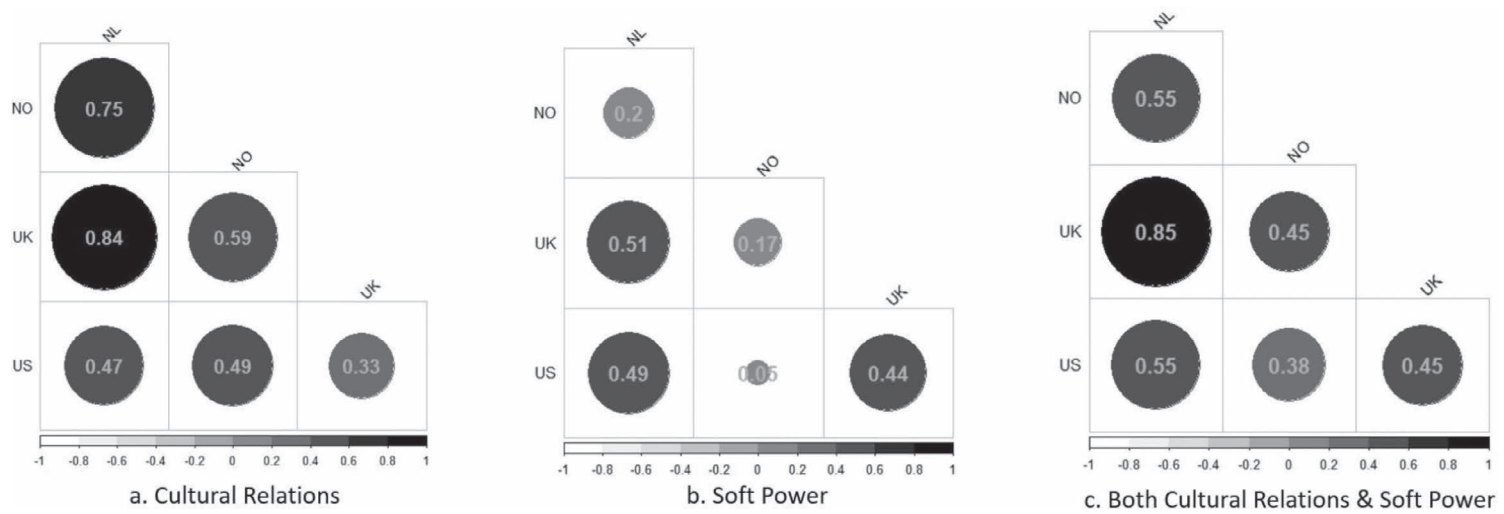 NL
NO 0.75
NO
UK 0.84 0.59
UK
US 0.47 0.49 0.33
-1 -0.8 -0.6 -0.4 -0.2 0 0.2 0.4 0.6 0.8 1
a. Cultural Relations
NL
NO 0.2
NO
UK 0.51 0.17
UK
US 0.49 0.05 0.44
-1 -0.8 -0.6 -0.4 -0.2 0 0.2 0.4 0.6 0.8 1
b. Soft Power
NL
NO 0.55
NO
UK 0.85 0.45
UK
US 0.55 0.38 0.45
-1 -0.8 -0.6 -0.4 -0.2 0 0.2 0.4 0.6 0.8 1
c. Both Cultural Relations & Soft Power